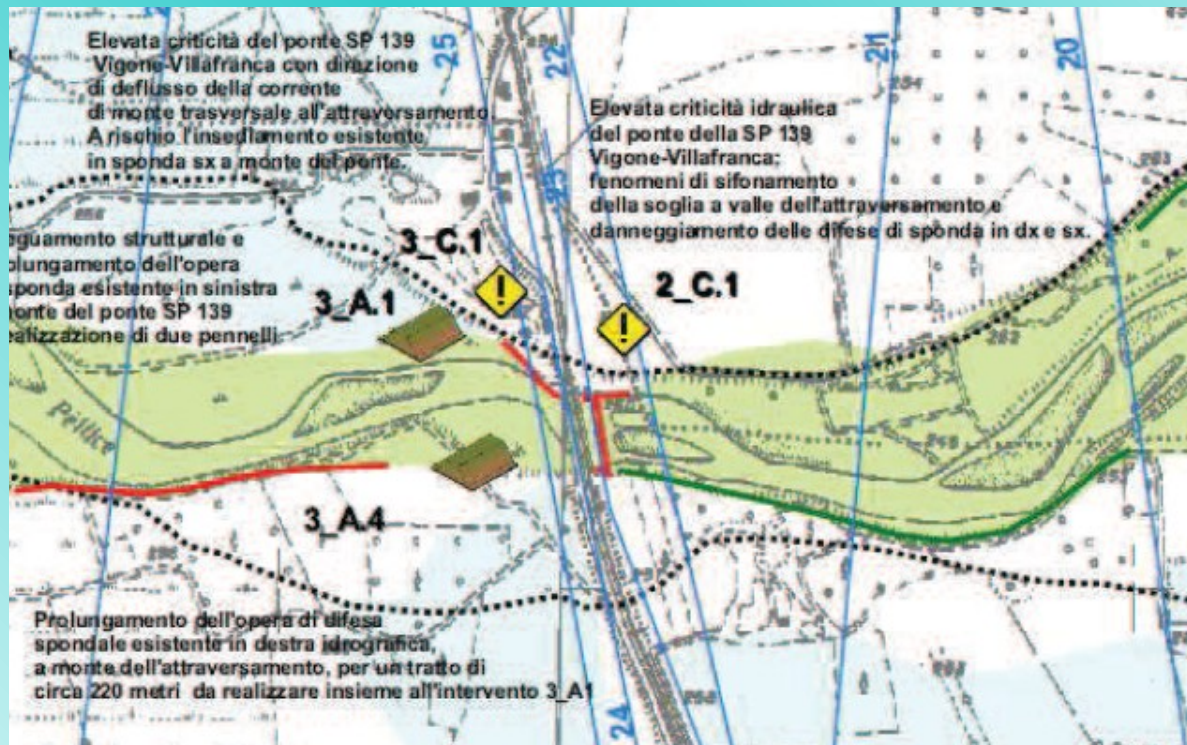 Elevata criticità del ponte SP 139
Vigone-Villafranca con direzione
di deflusso della corrente
di monte trasversale all'attraversamento.
A rischio l'insediamento esistente
in sponda sx a monte del ponte.
25
22
21
20
Elevata criticità idraulica
del ponte della SP 139
Vigone-Villafranca:
fenomeni di sifonamento
della soglia a valle dell'attraversamento e
danneggiamento delle difese di sponda in dx e sx.
23
eguamento strutturale e
olungamento dell'opera
sponda esistente in sinistra
monte del ponte SP 139
ealizzazione di due pennelli
3_C.1
2_C.1
3_A.1
Pellice
3_A.4
Prolungamento dell'opera di difesa
spondale esistente in destra idrografica,
a monte dell'attraversamento, per un tratto di
circa 220 metri da realizzare insieme all'intervento 3_A1
24